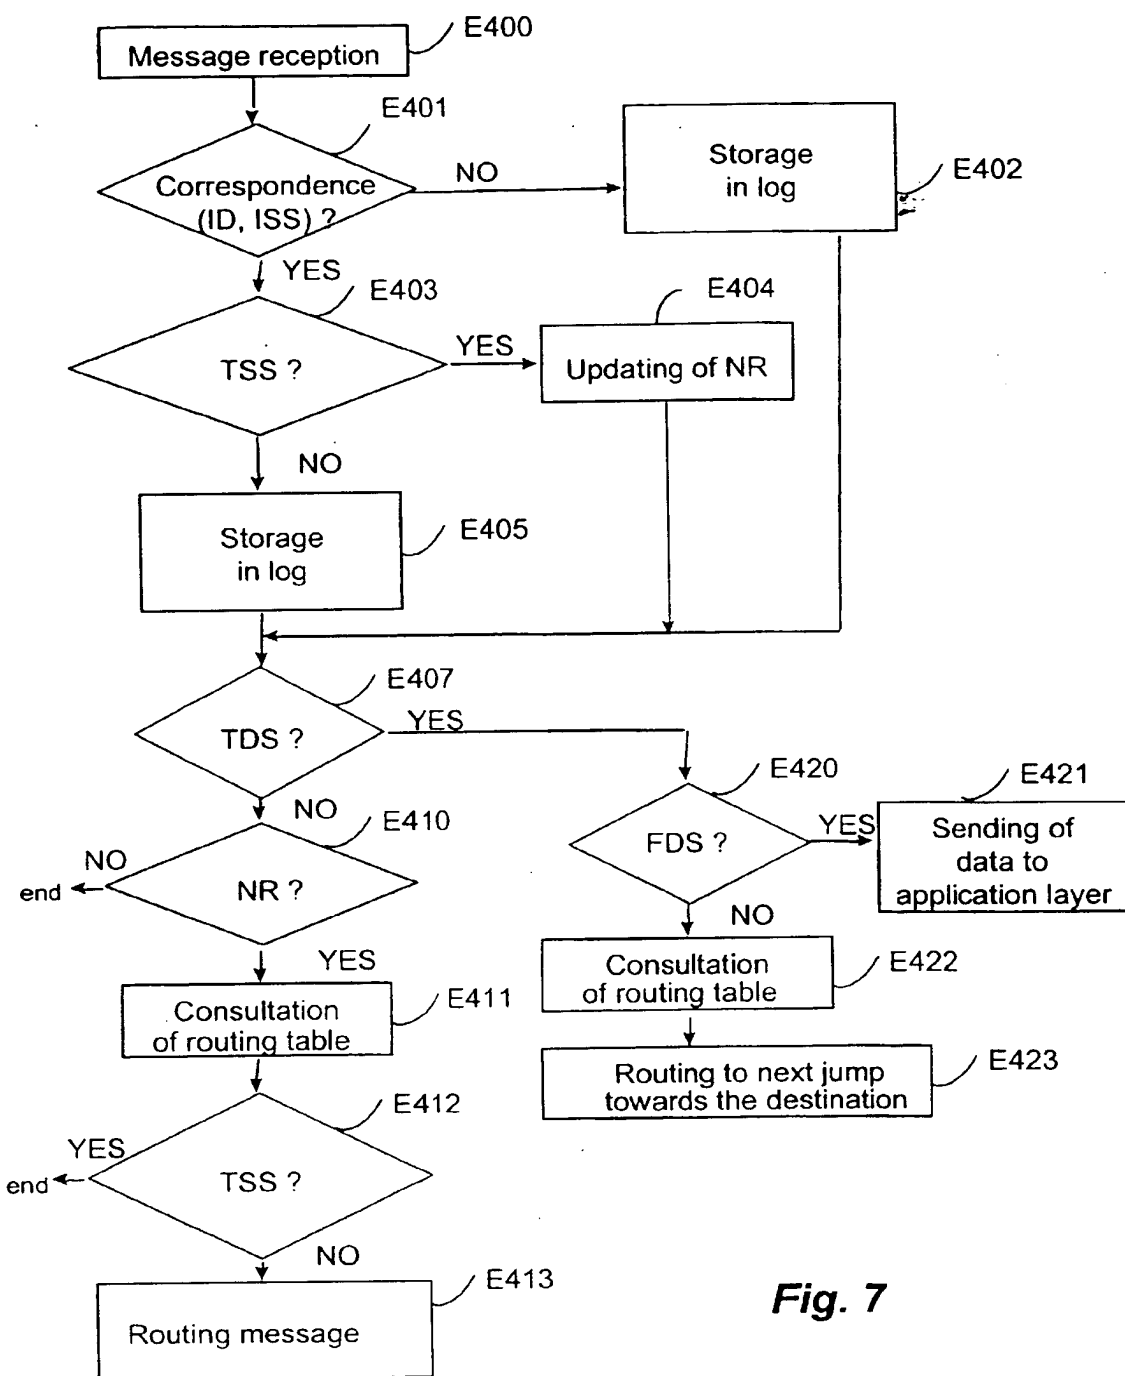 E400
Message reception
E401
Correspondence
(ID, ISS) ?
NO
Storage
in log
E402
YES
E403
TSS ?
YES
E404
Updating of NR
NO
Storage
in log
E405
E407
TDS ?
YES
NO
E420
FDS ?
YES
E421
Sending of
data to
application layer
E410
NR ?
NO
end
YES
NO
Consultation
of routing table
E422
Consultation
of routing table
E411
Routing to next jump
towards the destination
E423
E412
TSS ?
YES
end
NO
E413
Routing message
Fig. 7